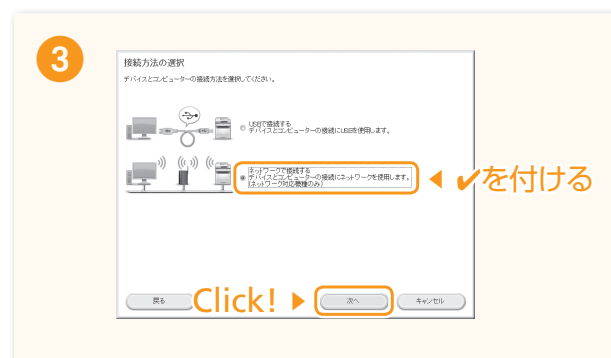 3
接続方法の選択
デバイスとコンピューターの接続方法を選択してください。
USBで接続する
デバイスとコンピューターの接続にUSBを使用します。
ネットワークで接続する
デバイスとコンピューターの接続にネットワークを使用します。
(ネットワーク対応機種のみ)
◀ ✔を付ける
戻る
Click! ▶
次へ
キャンセル